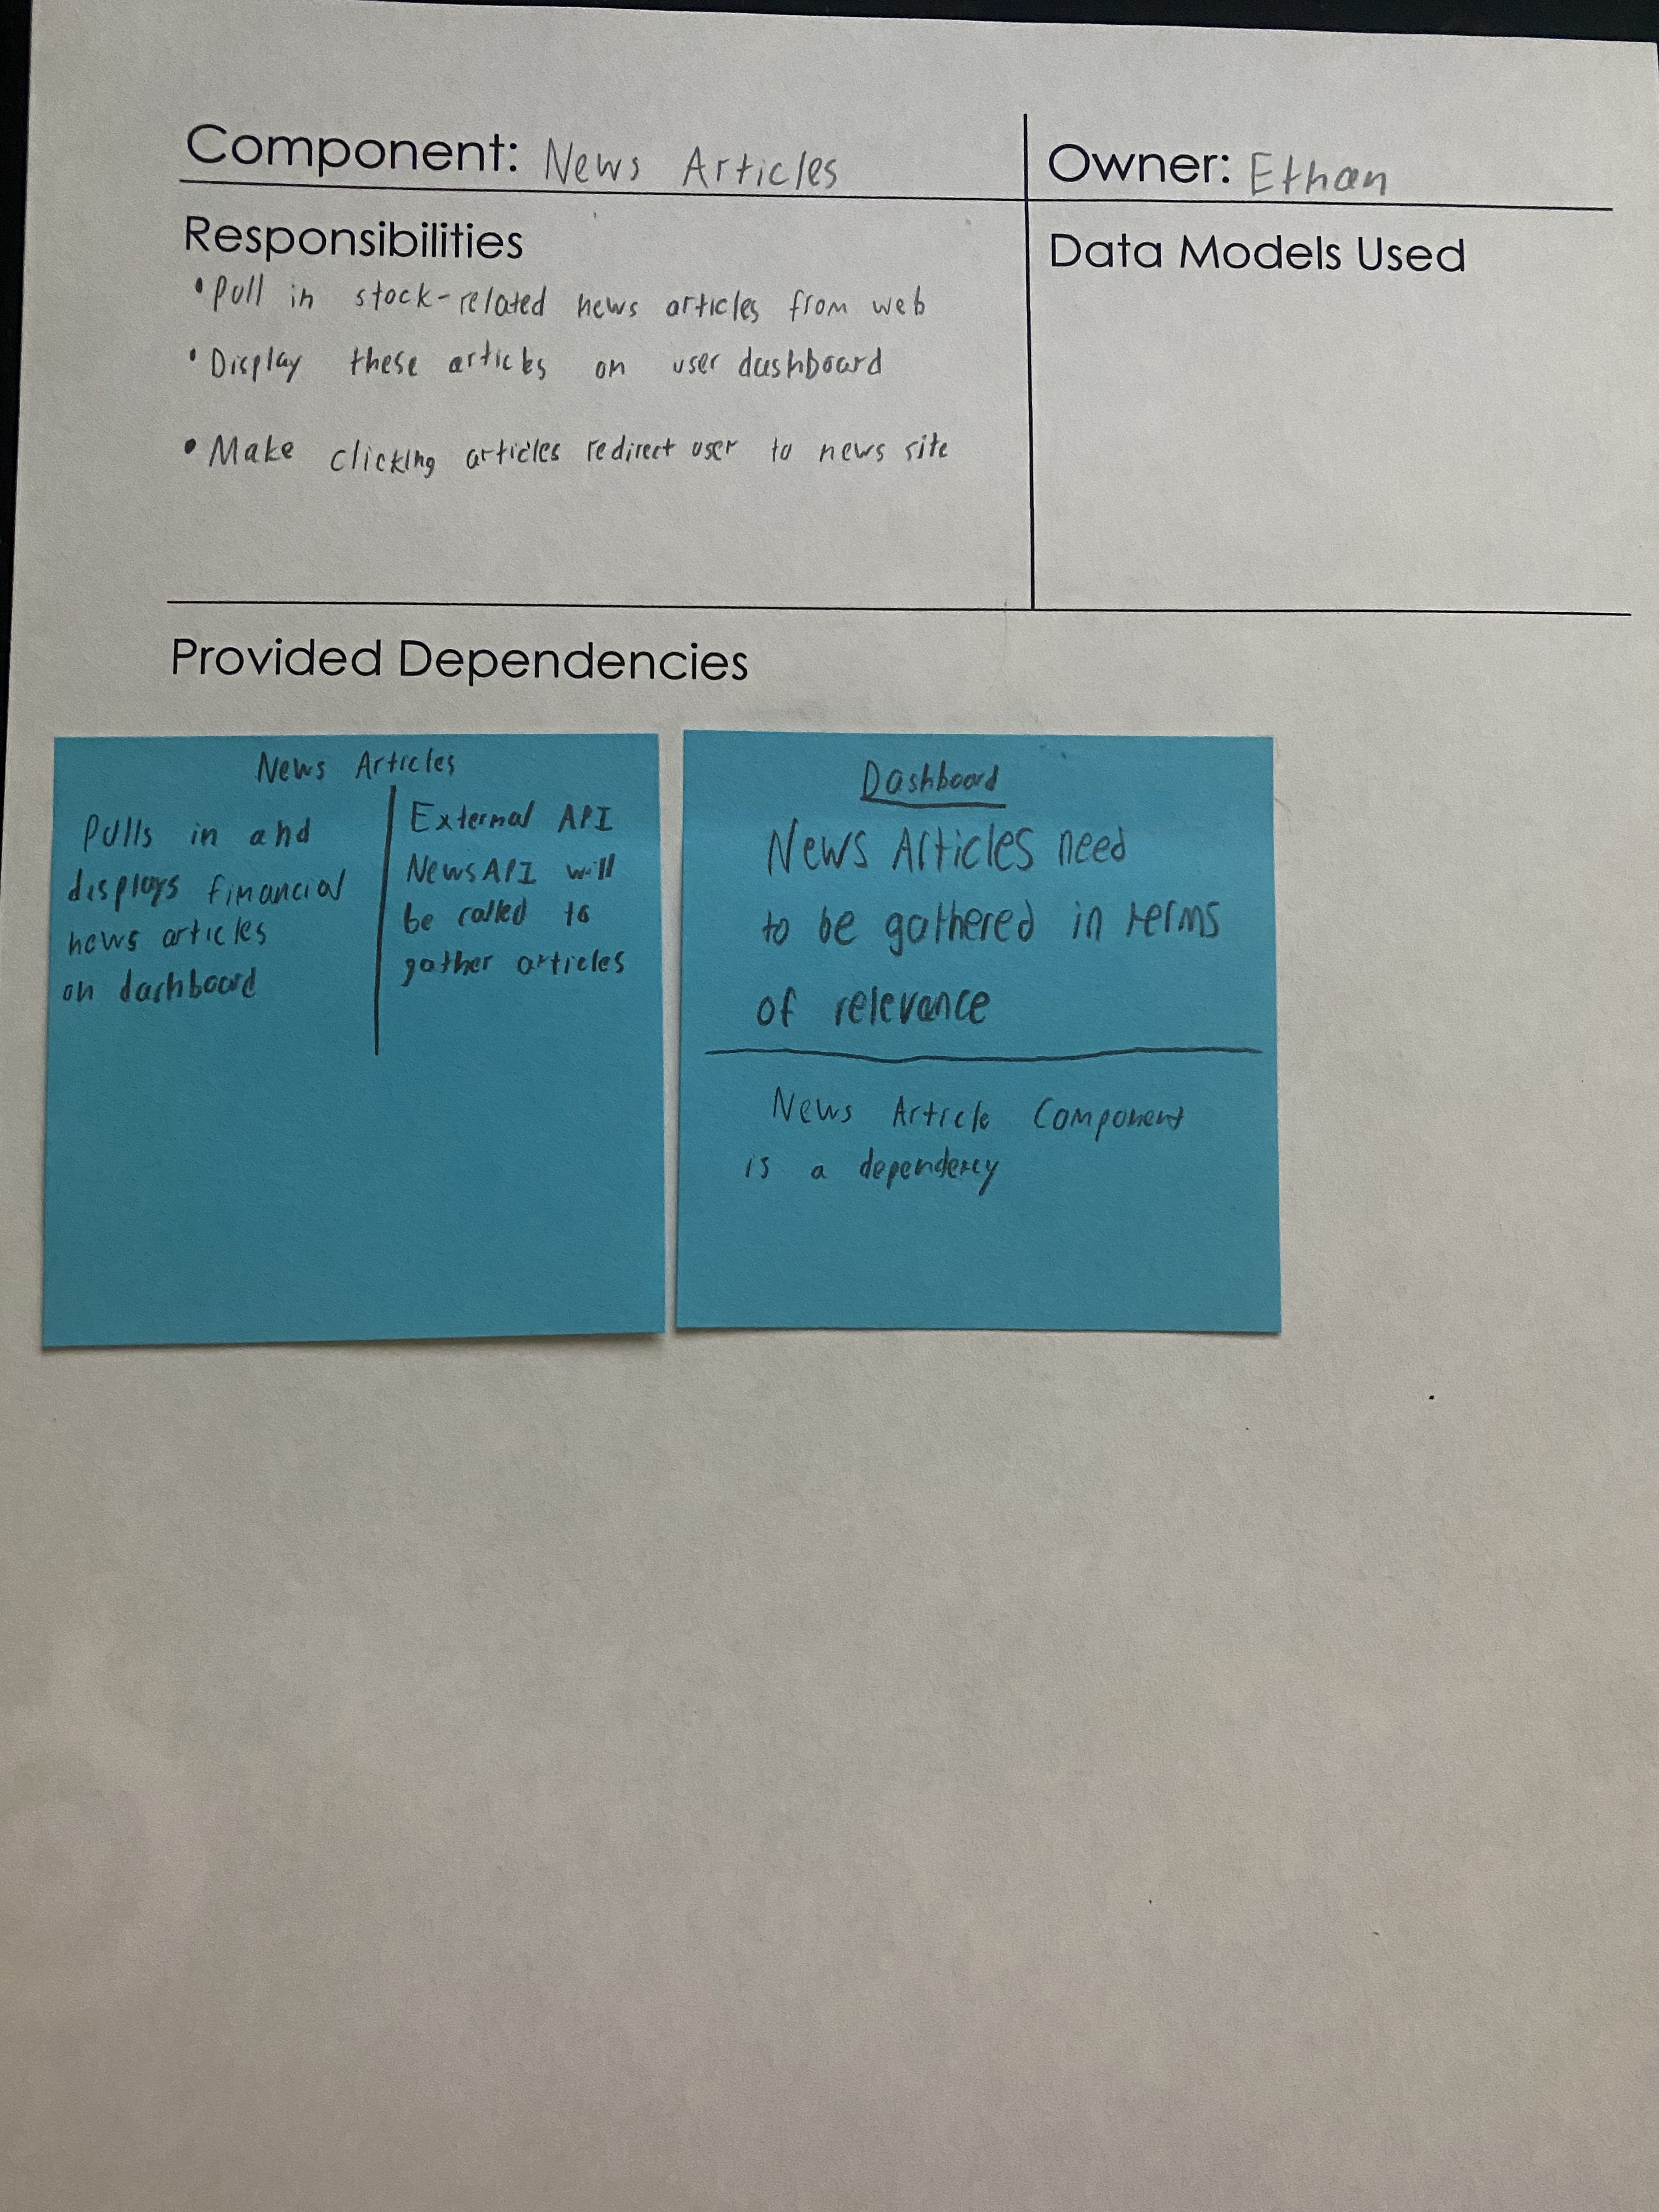 Component: News Articles
Owner: Ethan
Responsibilities
• Pull in stock-related news articles from web
• Display these articles on user dashboard
• Make clicking articles redirect user to news site
Data Models Used
Provided Dependencies
News Articles
Pulls in and
displays financial
news articles
on dashboard
External API
NewsAPI will
be called to
gather articles
Dashboard
News Articles need
to be gathered in terms
of relevance
News Article Component
is a dependency